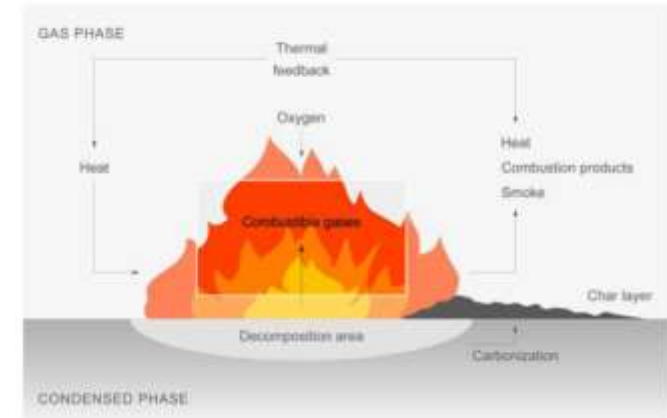 GAS PHASE
Thermal
feedback
Oxygen
Heat
Heat
Combustion products
Smoke
Combustible gases
Char layer
Decomposition area
Carbonization
CONDENSED PHASE